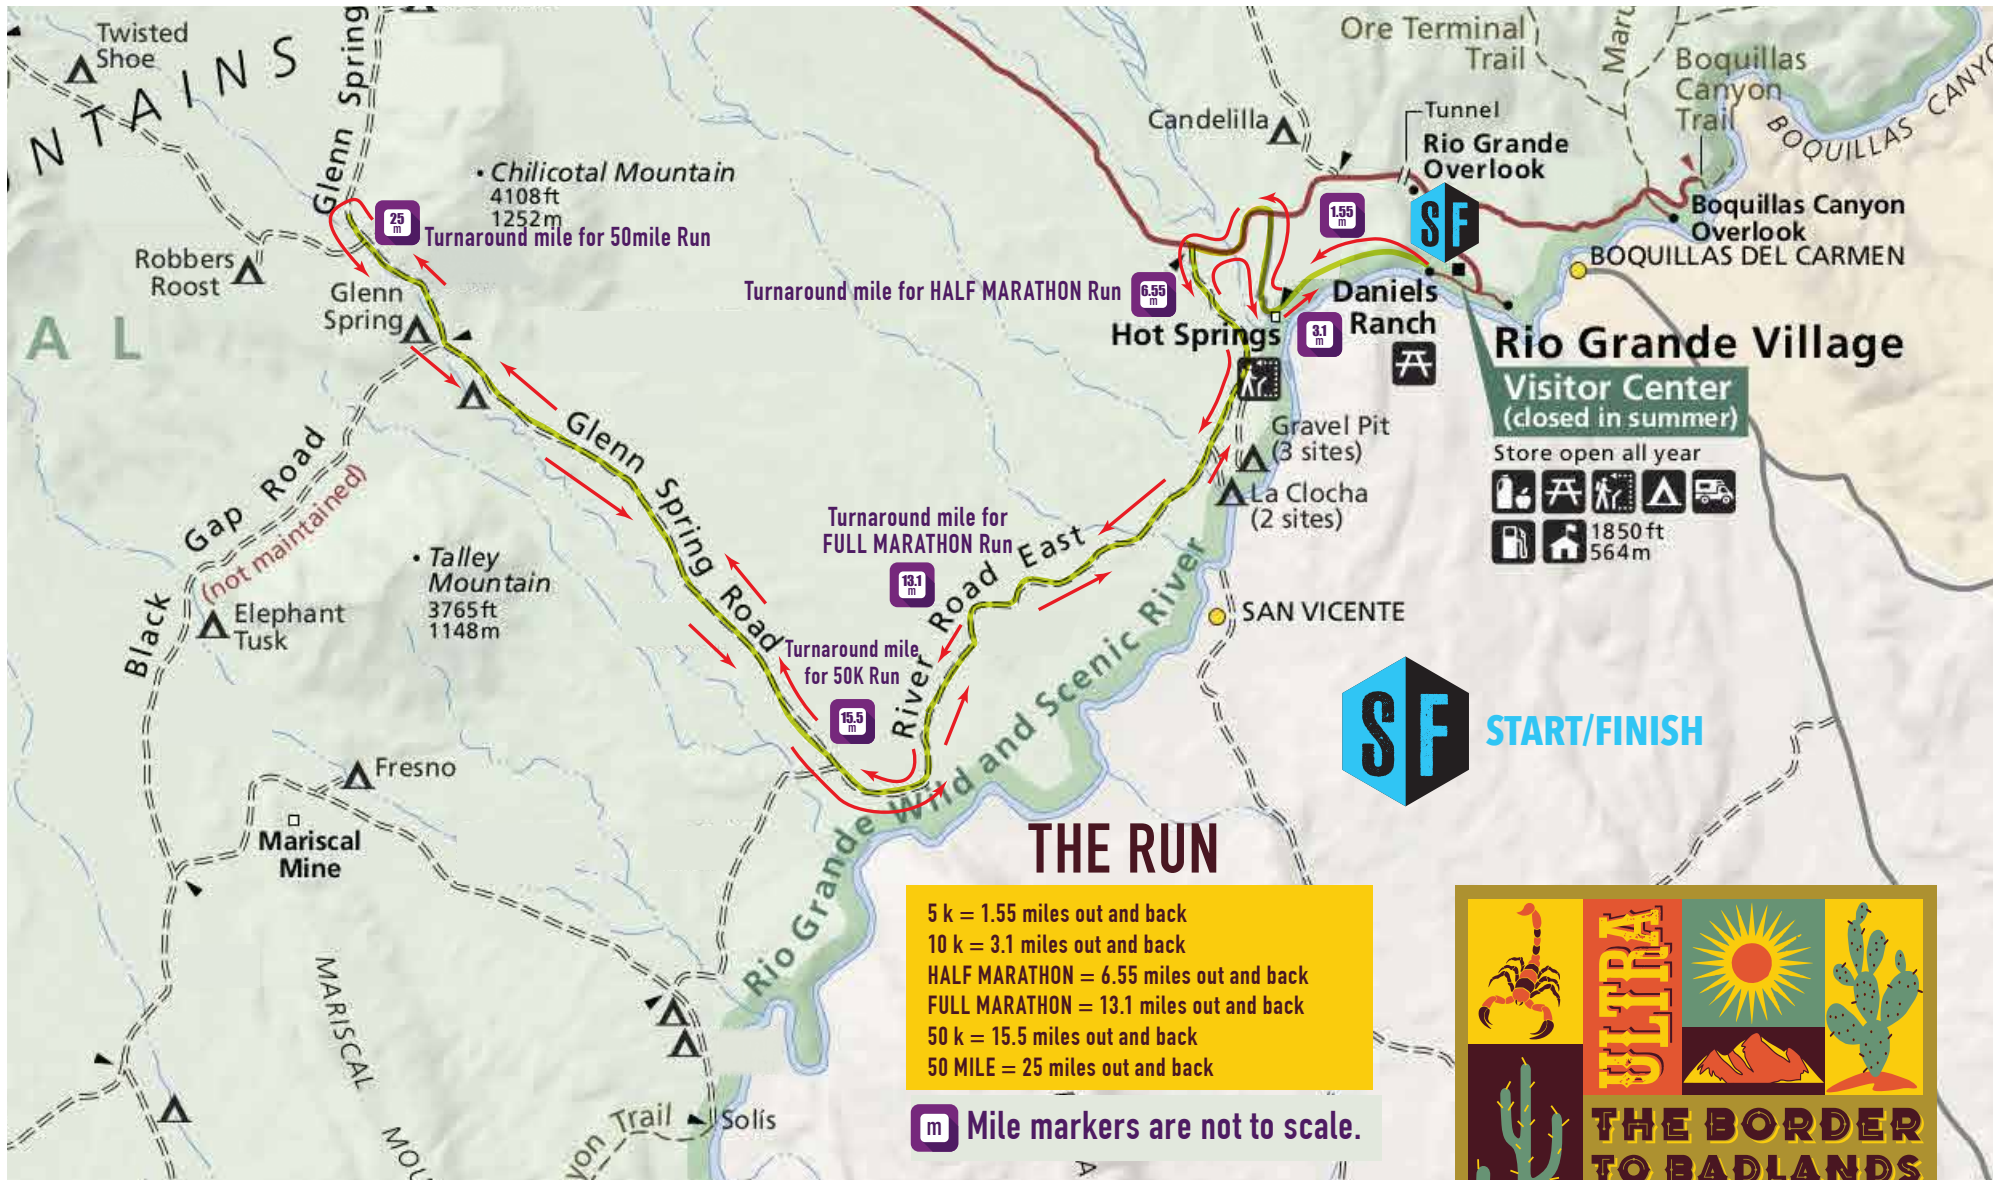 Twisted
Shoe
NTAINS
Glenn Spring
Chilicotal Mountain
4108ft
1252m
25
m
Turnaround mile for 50mile Run
Robbers
Roost
Glenn
Spring
A L
Ore Terminal
Trail
Boquillas
Canyon
Trail
BOQUILLAS
Candelilla
Tunnel
Rio Grande
Overlook
1.55
m
SF
Boquillas Canyon
Overlook
BOQUILLAS DEL CARMEN
Turnaround mile for HALF MARATHON Run
6.55
m
Hot Springs
3.1
m
Daniels
Ranch
Rio Grande Village
Visitor Center
(closed in summer)
Store open all year
1850ft
564m
Gravel Pit
(3 sites)
La Clocha
(2 sites)
Glenn Spring Road
Black Gap Road
(not maintained)
Talley
Mountain
3765ft
1148m
Elephant
Tusk
Turnaround mile for
FULL MARATHON Run
13.1
m
River Road East
SAN VICENTE
Turnaround mile
for 50K Run
15.5
m
Rio Grande Wild and Scenic River
SF
START/FINISH
Fresno
Mariscal
Mine
MARISCAL
Trail
Solís
THE RUN
5 k = 1.55 miles out and back
10 k = 3.1 miles out and back
HALF MARATHON = 6.55 miles out and back
FULL MARATHON = 13.1 miles out and back
50 k = 15.5 miles out and back
50 MILE = 25 miles out and back
m
Mile markers are not to scale.
ULTRA
THE BORDER
TO BADLANDS